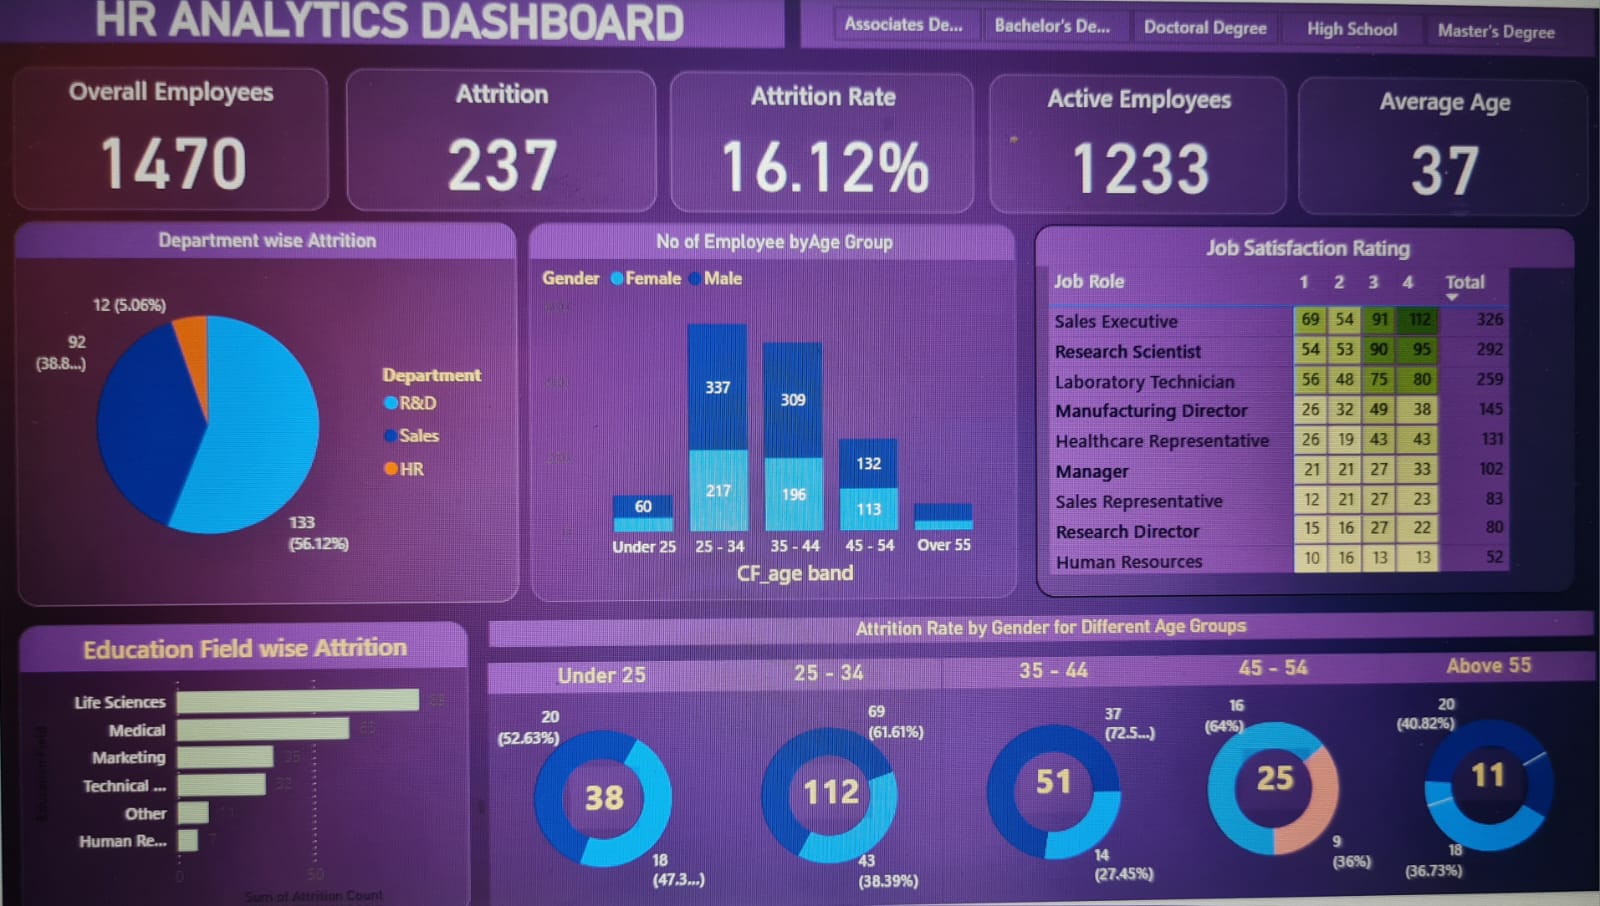 HR ANALYTICS DASHBOARD
Associates De...
Bachelor's De...
Doctoral Degree
High School
Master's Degree
Overall Employees
1470
Attrition
237
Attrition Rate
16.12%
Active Employees
1233
Average Age
37
Department wise Attrition
12 (5.06%)
92
(38.8...)
133
(56.12%)
Department
R&D
Sales
HR
No of Employee byAge Group
Gender Female Male
60
337
217
309
196
132
113
Under 25 25 - 34 35 - 44 45 - 54 Over 55
CF_age band
Job Satisfaction Rating
Job Role 1 2 3 4 Total
Sales Executive 69 54 91 112 326
Research Scientist 54 53 90 95 292
Laboratory Technician 56 48 75 80 259
Manufacturing Director 26 32 49 38 145
Healthcare Representative 26 19 43 43 131
Manager 21 21 27 33 102
Sales Representative 12 21 27 23 83
Research Director 15 16 27 22 80
Human Resources 10 16 13 13 52
Education Field wise Attrition
Life Sciences
Medical
Marketing 35
Technical ... 32
Other 11
Human Re... 7
0 50
Sum of Attrition Count
Attrition Rate by Gender for Different Age Groups
Under 25
20
(52.63%)
38
18
(47.3...)
25 - 34
69
(61.61%)
112
43
(38.39%)
35 - 44
37
(72.5...)
51
14
(27.45%)
45 - 54
16
(64%)
25
9
(36%)
Above 55
20
(40.82%)
11
18
(36.73%)